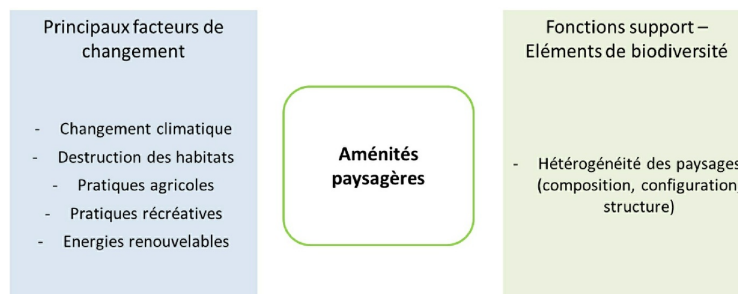 Principaux facteurs de
changement
- Changement climatique
- Destruction des habitats
- Pratiques agricoles
- Pratiques récréatives
- Energies renouvelables
Aménités
paysagères
Fonctions support –
Eléments de biodiversité
- Hétérogénéité des paysages
(composition, configuration,
structure)